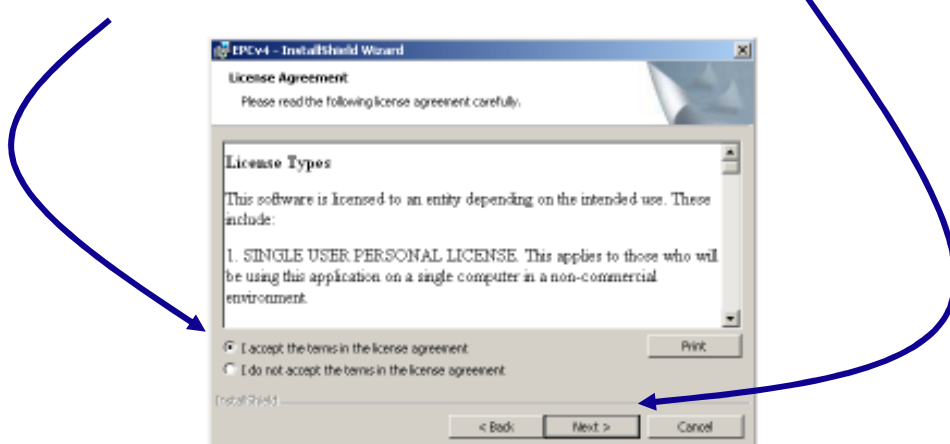 EPCv4 - InstallShield Wizard
License Agreement
Please read the following license agreement carefully.
License Types
This software is licensed to an entity depending on the intended use. These
include:
1. SINGLE USER PERSONAL LICENSE. This applies to those who will
be using this application on a single computer in a non-commercial
environment.
I accept the terms in the license agreement
Print
I do not accept the terms in the license agreement
InstallShield
< Back
Next >
Cancel